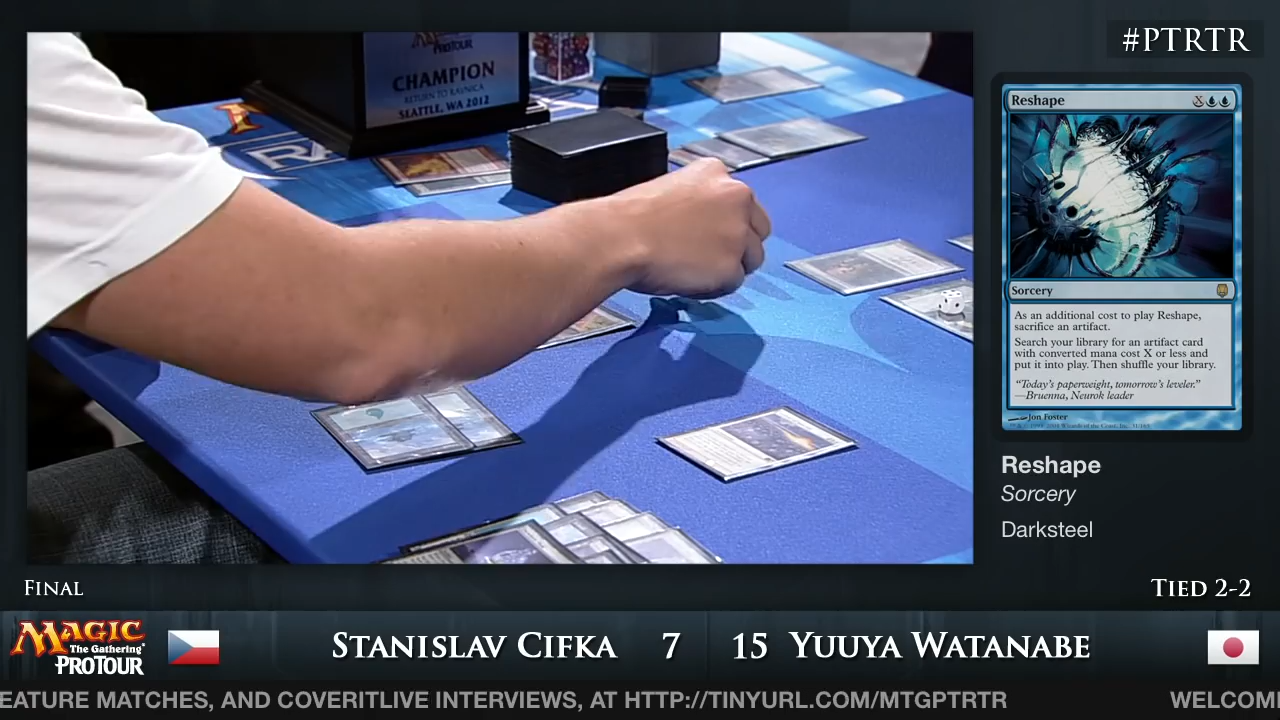 #PTRTR
PRO TOUR
CHAMPION
RETURN TO RAVNICA
SEATTLE, WA 2012
Reshape X
Sorcery
As an additional cost to play Reshape,
sacrifice an artifact.
Search your library for an artifact card
with converted mana cost X or less and
put it into play. Then shuffle your library.
"Today's paperweight, tomorrow's leveler."
—Bruenna, Neurok leader
Jon Foster
Reshape
Sorcery
Darksteel
FINAL
TIED 2-2
MAGIC
The Gathering
PRO TOUR
STANISLAV CIFKA 7 15 YUUYA WATANABE
EATURE MATCHES, AND COVERITLIVE INTERVIEWS, AT HTTP://TINYURL.COM/MTGPTRTR WELCOM